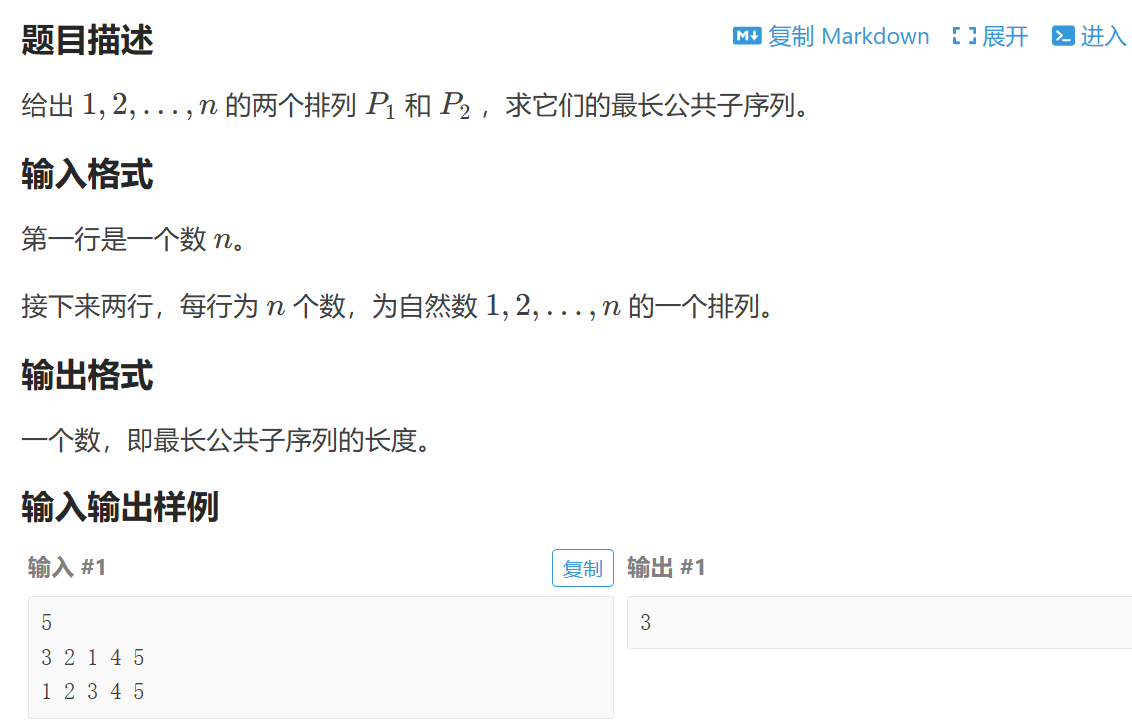 题目描述
复制 Markdown 展开 进入
给出 1, 2, . . . , n 的两个排列 P₁ 和 P₂ ，求它们的最长公共子序列。
输入格式
第一行是一个数 n。
接下来两行，每行为 n 个数，为自然数 1, 2, . . . , n 的一个排列。
输出格式
一个数，即最长公共子序列的长度。
输入输出样例
输入 #1
复制
输出 #1
5
3 2 1 4 5
1 2 3 4 5
3